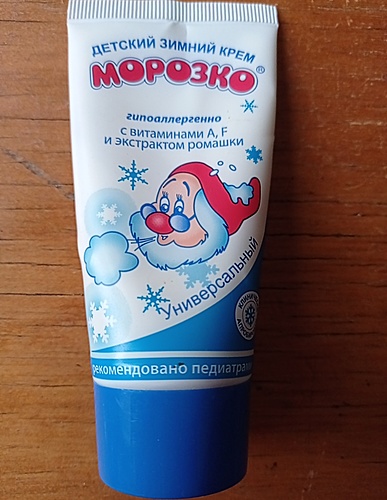 ДЕТСКИЙ ЗИМНИЙ КРЕМ
МОРОЗКО®
гипоаллергенно
с витаминами A, F
и экстрактом ромашки
Универсальный
рекомендовано педиатрами